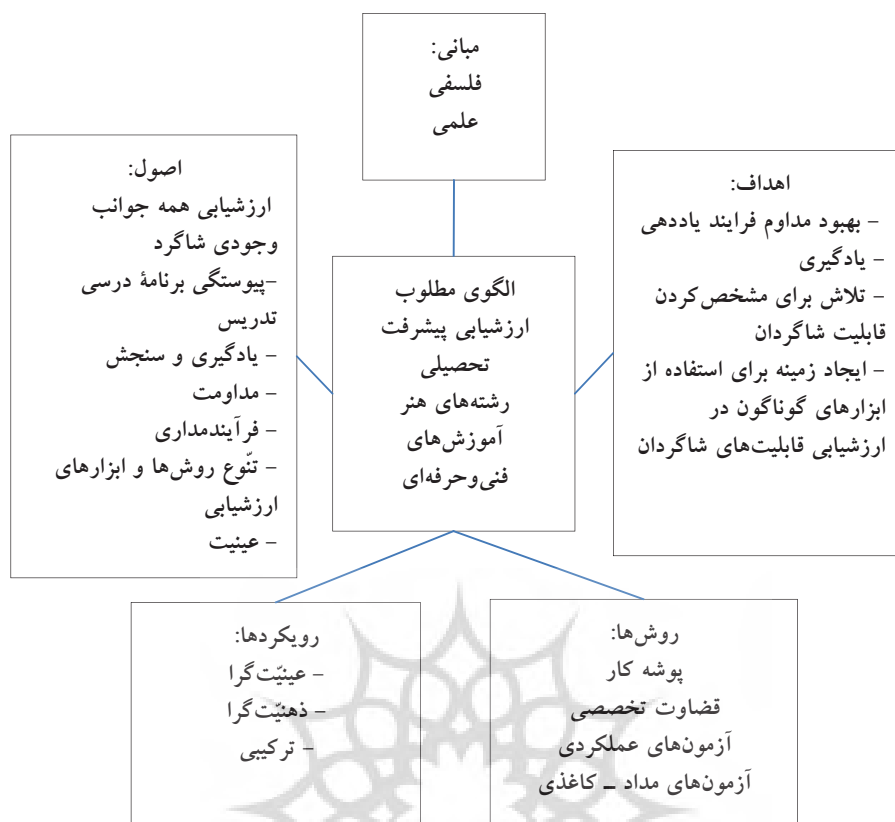 مبانی:
فلسفی
علمی
اهداف:
- بهبود مداوم فرایند یاددهی
- یادگیری
- تلاش برای مشخص‌کردن
قابلیت شاگردان
- ایجاد زمینه برای استفاده از
ابزارهای گوناگون در
ارزشیابی قابلیت‌های شاگردان
الگوی مطلوب
ارزشیابی پیشرفت
تحصیلی
رشته‌های هنر
آموزش‌های
فنی‌وحرفه‌ای
اصول:
ارزشیابی همه جوانب
وجودی شاگرد
-پیوستگی برنامۀ درسی
تدریس
- یادگیری و سنجش
- مداومت
- فرآیندمداری
- تنّوع روش‌ها و ابزارهای
ارزشیابی
- عینیت
روش‌ها:
پوشه کار
قضاوت تخصصی
آزمون‌های عملکردی
آزمون‌های مداد – کاغذی
رویکردها:
- عینیّت‌گرا
- ذهنیّت‌گرا
- ترکیبی